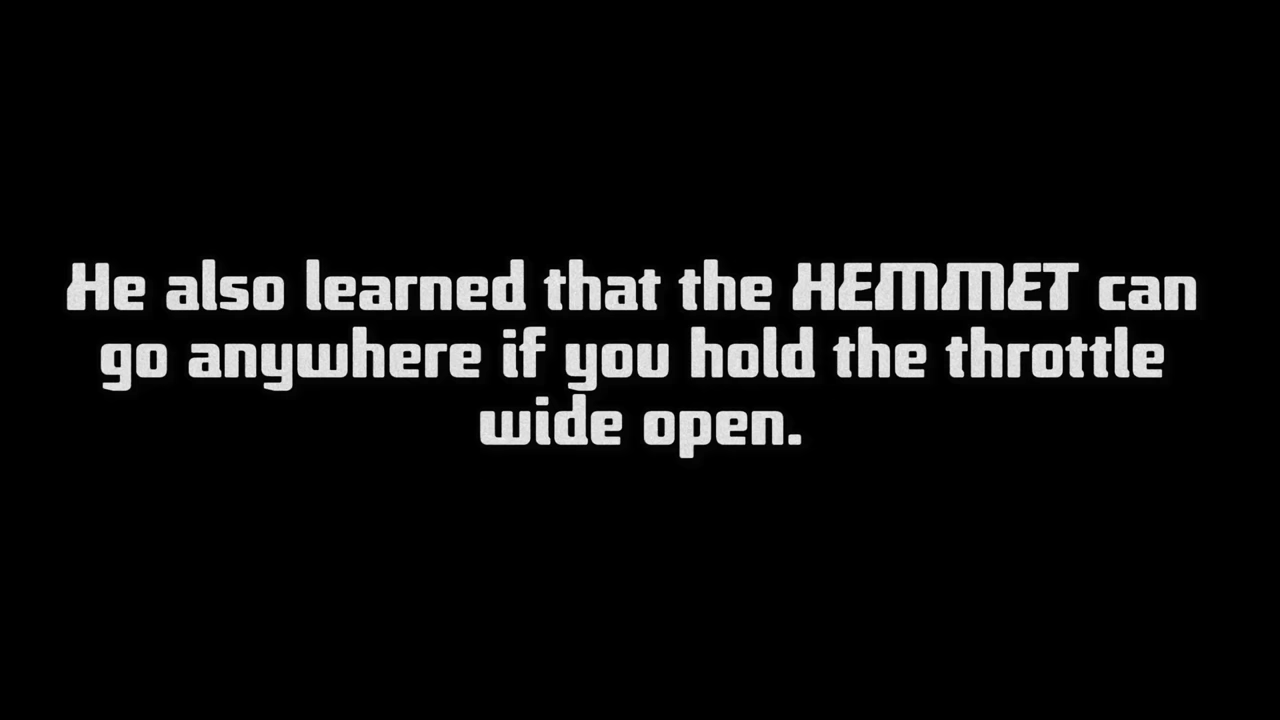 He also learned that the HEMMET can
go anywhere if you hold the throttle
wide open.